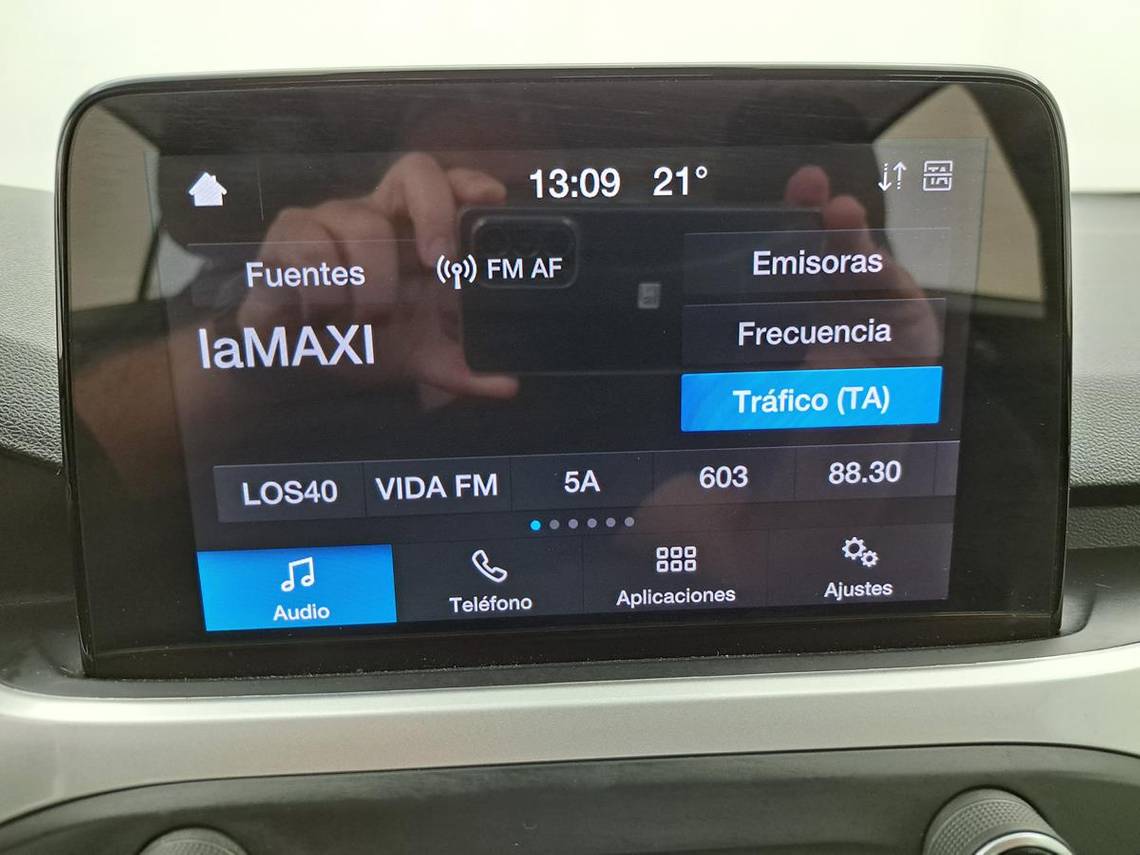 13:09 21°
TA
Fuentes
FM AF
Emisoras
laMAXI
Frecuencia
Tráfico (TA)
LOS40
VIDA FM
5A
603
88.30
Audio
Teléfono
Aplicaciones
Ajustes